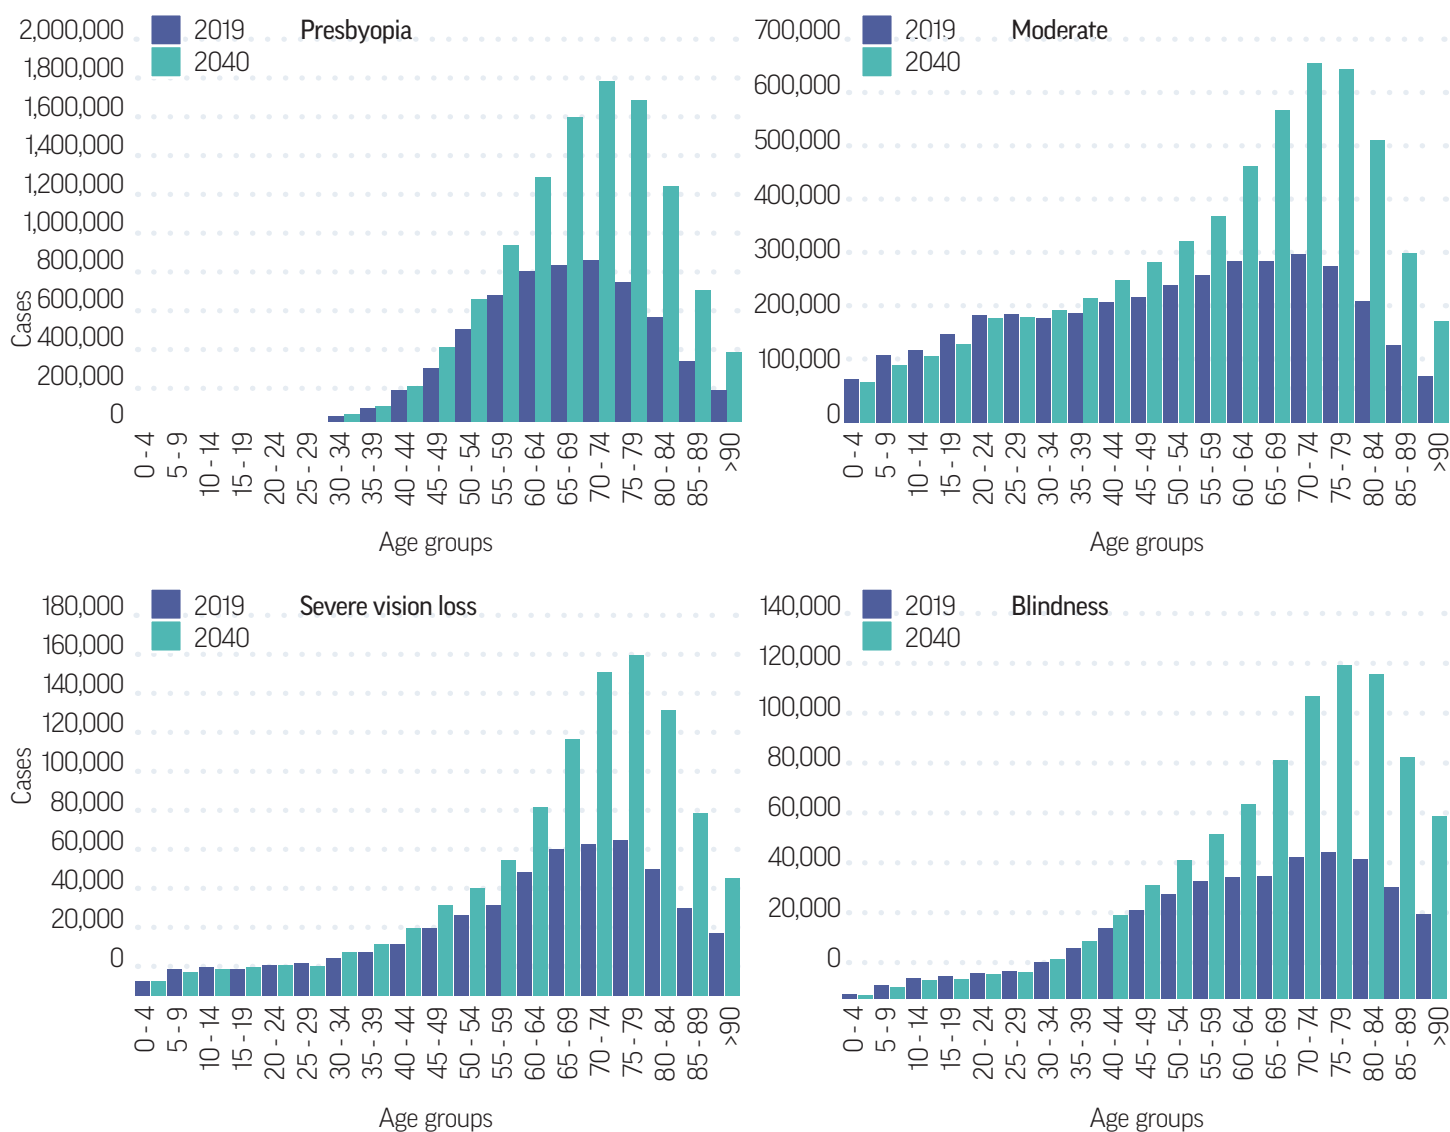 Presbyopia
2019
2040
2,000,000
1,800,000
1,600,000
1,400,000
1,200,000
1,000,000
800,000
600,000
400,000
200,000
0
Cases
0 - 4
5 - 9
10 - 14
15 - 19
20 - 24
25 - 29
30 - 34
35 - 39
40 - 44
45 - 49
50 - 54
55 - 59
60 - 64
65 - 69
70 - 74
75 - 79
80 - 84
85 - 89
>90
Age groups
Moderate
2019
2040
700,000
600,000
500,000
400,000
300,000
200,000
100,000
0
0 - 4
5 - 9
10 - 14
15 - 19
20 - 24
25 - 29
30 - 34
35 - 39
40 - 44
45 - 49
50 - 54
55 - 59
60 - 64
65 - 69
70 - 74
75 - 79
80 - 84
85 - 89
>90
Age groups
Severe vision loss
2019
2040
180,000
160,000
140,000
120,000
100,000
80,000
60,000
40,000
20,000
0
Cases
0 - 4
5 - 9
10 - 14
15 - 19
20 - 24
25 - 29
30 - 34
35 - 39
40 - 44
45 - 49
50 - 54
55 - 59
60 - 64
65 - 69
70 - 74
75 - 79
80 - 84
85 - 89
>90
Age groups
Blindness
2019
2040
140,000
120,000
100,000
80,000
60,000
40,000
20,000
0
0 - 4
5 - 9
10 - 14
15 - 19
20 - 24
25 - 29
30 - 34
35 - 39
40 - 44
45 - 49
50 - 54
55 - 59
60 - 64
65 - 69
70 - 74
75 - 79
80 - 84
85 - 89
>90
Age groups